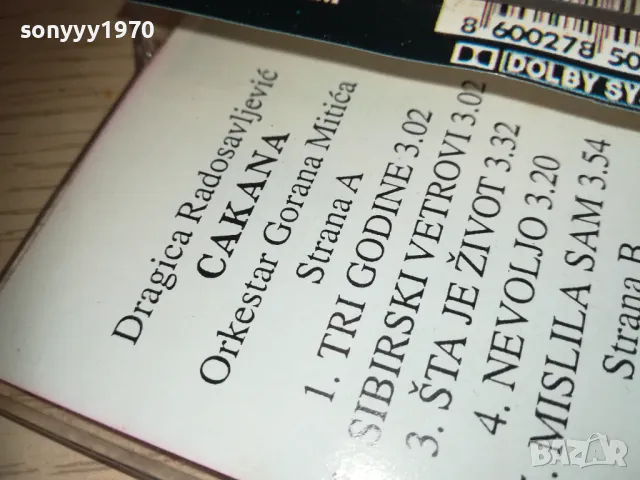 sonyyy1970
8 600278 50
DOLBY SY
Dragica Radosavljević
CAKANA
Orkestar Gorana Mitića
Strana A
1. TRI GODINE 3.02
SIBIRSKI VETROVI 3.02
3. ŠTA JE ŽIVOT 3.32
4. NEVOLJO 3.20
MISLILA SAM 3.54
Strana B
BAZAR